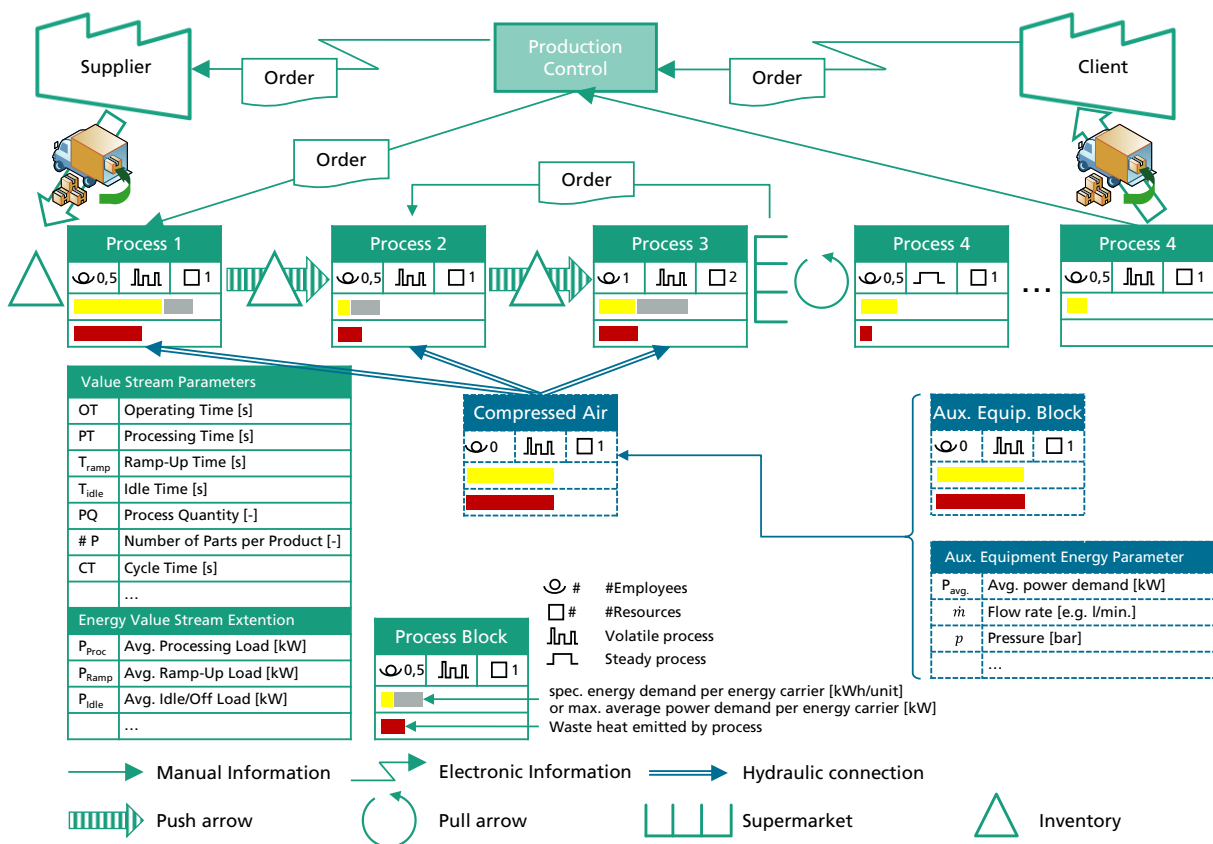 Supplier
Order
Production
Control
Order
Client
Order
Order
Process 1
0,5
1
Process 2
0,5
1
Process 3
1
2
Process 4
0,5
1
...
Process 4
0,5
1
Value Stream Parameters
OT Operating Time [s]
PT Processing Time [s]
Tramp Ramp-Up Time [s]
Tidle Idle Time [s]
PQ Process Quantity [-]
# P Number of Parts per Product [-]
CT Cycle Time [s]
...
Energy Value Stream Extention
PProc Avg. Processing Load [kW]
PRamp Avg. Ramp-Up Load [kW]
PIdle Avg. Idle/Off Load [kW]
...
Compressed Air
0
1
Aux. Equip. Block
0
1
Aux. Equipment Energy Parameter
Pavg. Avg. power demand [kW]
ṁ Flow rate [e.g. l/min.]
p Pressure [bar]
...
# #Employees
# #Resources
Volatile process
Steady process
Process Block
0,5
1
spec. energy demand per energy carrier [kWh/unit]
or max. average power demand per energy carrier [kW]
Waste heat emitted by process
Manual Information
Electronic Information
Hydraulic connection
Push arrow
Pull arrow
Supermarket
Inventory